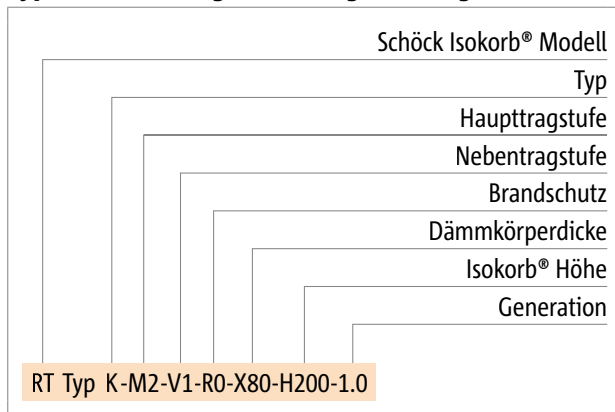 Schöck Isokorb® Modell
Typ
Haupttragstufe
Nebentragstufe
Brandschutz
Dämmkörperdicke
Isokorb® Höhe
Generation
RT Typ K-M2-V1-R0-X80-H200-1.0